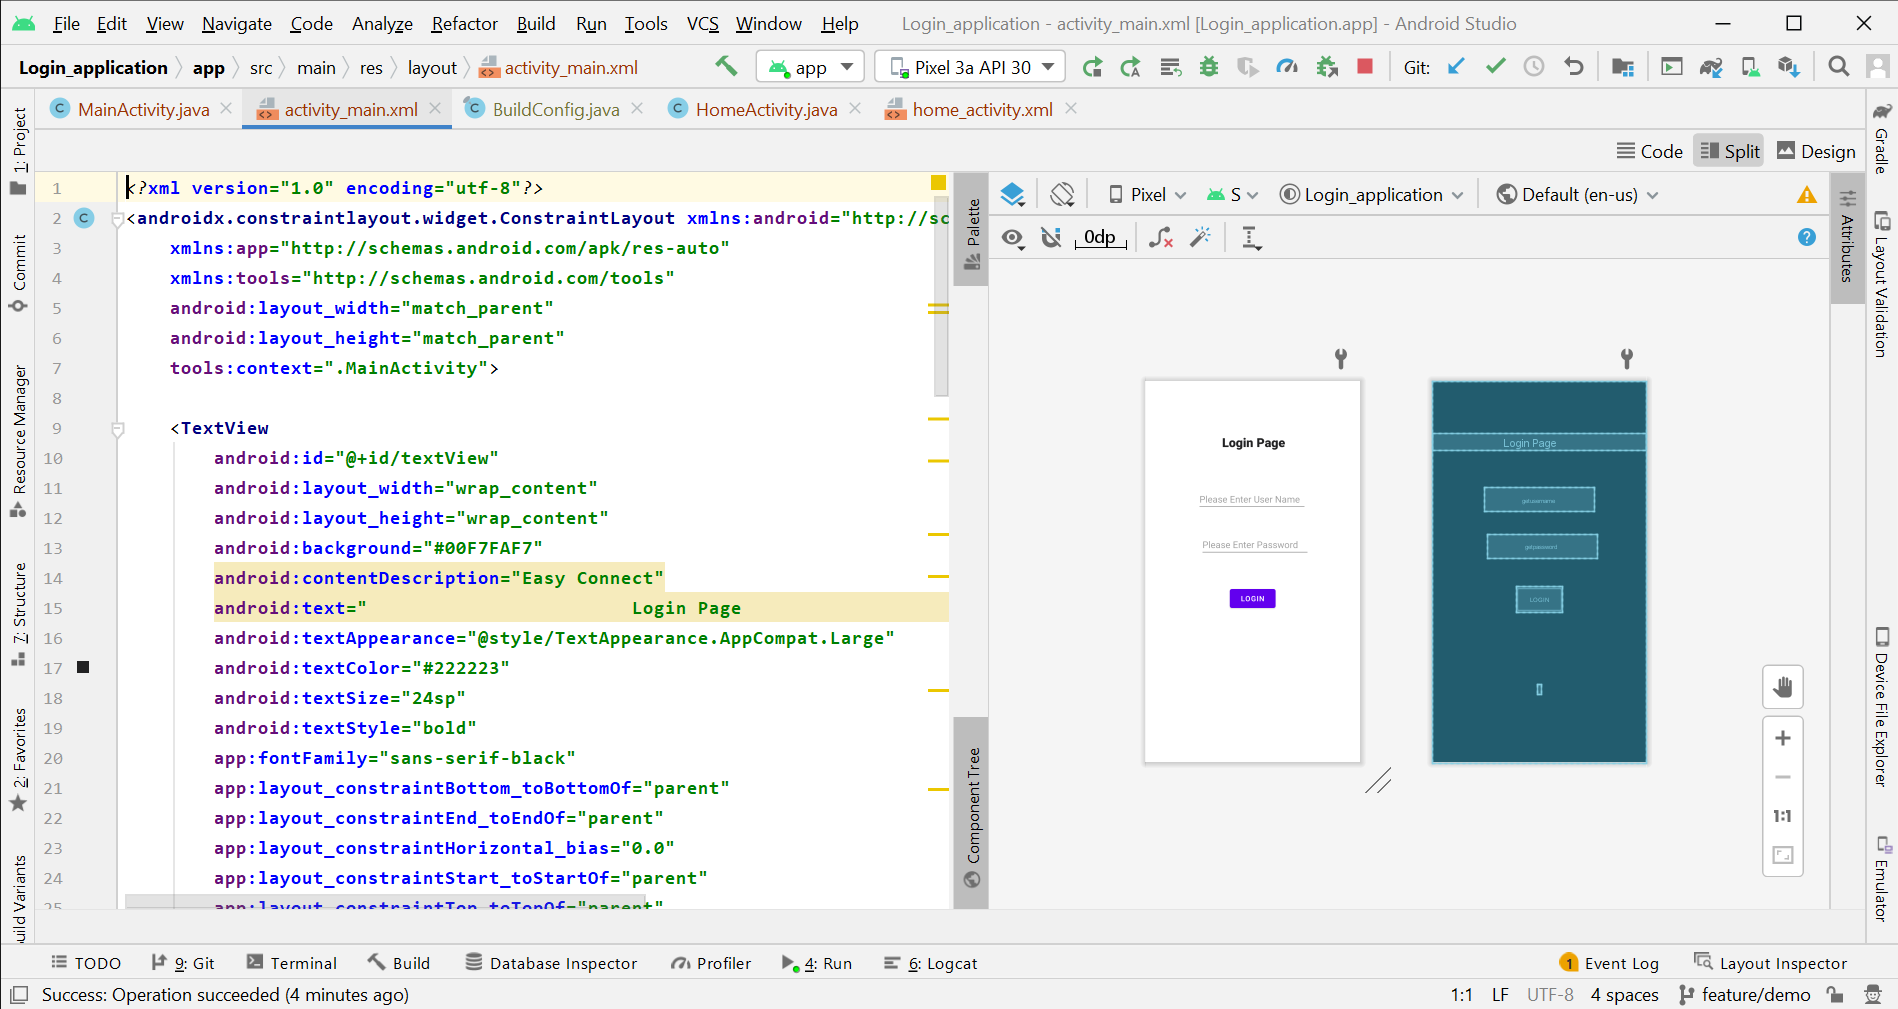 File Edit View Navigate Code Analyze Refactor Build Run Tools VCS Window Help Login_application - activity_main.xml [Login_application.app] - Android Studio
Login_application app src main res layout activity_main.xml app Pixel 3a API 30 Git:
MainActivity.java activity_main.xml BuildConfig.java HomeActivity.java home_activity.xml
Code Split Design
1: Project
Commit
Resource Manager
7: Structure
2: Favorites
uild Variants
1 <?xml version="1.0" encoding="utf-8"?>
2 <androidx.constraintlayout.widget.ConstraintLayout xmlns:android="http://sc
3 xmlns:app="http://schemas.android.com/apk/res-auto"
4 xmlns:tools="http://schemas.android.com/tools"
5 android:layout_width="match_parent"
6 android:layout_height="match_parent"
7 tools:context=".MainActivity">
8
9 <TextView
10 android:id="@+id/textView"
11 android:layout_width="wrap_content"
12 android:layout_height="wrap_content"
13 android:background="#00F7FAF7"
14 android:contentDescription="Easy Connect"
15 android:text=" Login Page
16 android:textAppearance="@style/TextAppearance.AppCompat.Large"
17 android:textColor="#222223"
18 android:textSize="24sp"
19 android:textStyle="bold"
20 app:fontFamily="sans-serif-black"
21 app:layout_constraintBottom_toBottomOf="parent"
22 app:layout_constraintEnd_toEndOf="parent"
23 app:layout_constraintHorizontal_bias="0.0"
24 app:layout_constraintStart_toStartOf="parent"
25 app:layout_constraintTop_toTopOf="parent"
Palette
Component Tree
Pixel S Login_application Default (en-us)
0dp
Login Page
Please Enter User Name
Please Enter Password
LOGIN
Login Page
getusername
getpassword
LOGIN
1:1
Attributes
Gradle
Layout Validation
Device File Explorer
Emulator
TODO 9: Git Terminal Build Database Inspector Profiler 4: Run 6: Logcat 1 Event Log Layout Inspector
Success: Operation succeeded (4 minutes ago) 1:1 LF UTF-8 4 spaces feature/demo